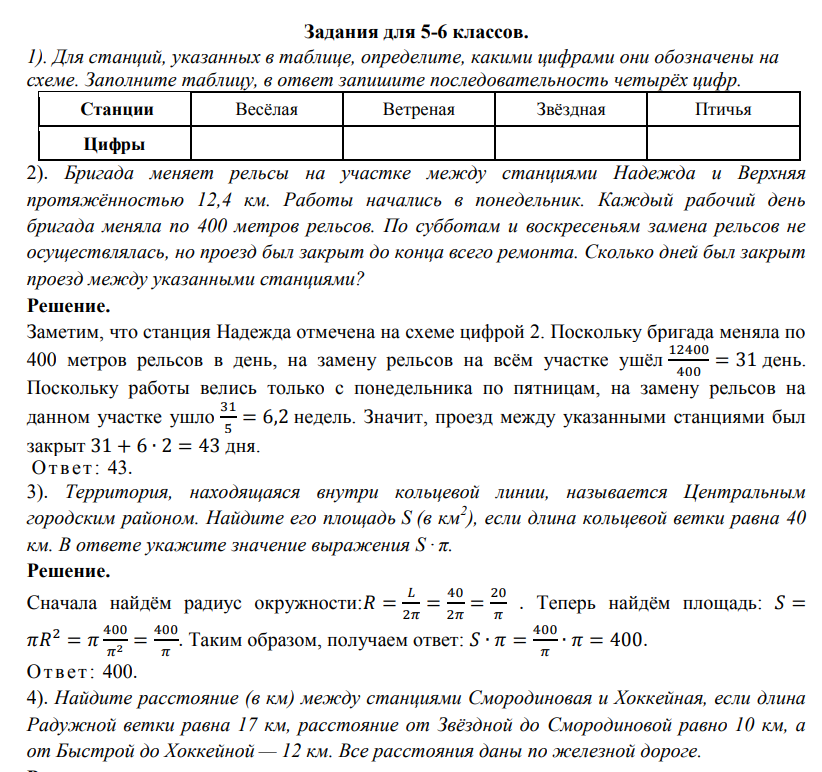 Задания для 5-6 классов.
1). Для станций, указанных в таблице, определите, какими цифрами они обозначены на
схеме. Заполните таблицу, в ответ запишите последовательность четырёх цифр.
Станции Весёлая Ветреная Звёздная Птичья
Цифры
2). Бригада меняет рельсы на участке между станциями Надежда и Верхняя
протяжённостью 12,4 км. Работы начались в понедельник. Каждый рабочий день
бригада меняла по 400 метров рельсов. По субботам и воскресеньям замена рельсов не
осуществлялась, но проезд был закрыт до конца всего ремонта. Сколько дней был закрыт
проезд между указанными станциями?
Решение.
Заметим, что станция Надежда отмечена на схеме цифрой 2. Поскольку бригада меняла по
400 метров рельсов в день, на замену рельсов на всём участке ушёл 12400/400 = 31 день.
Поскольку работы велись только с понедельника по пятницам, на замену рельсов на
данном участке ушло 31/5 = 6,2 недель. Значит, проезд между указанными станциями был
закрыт 31 + 6 · 2 = 43 дня.
Ответ: 43.
3). Территория, находящаяся внутри кольцевой линии, называется Центральным
городским районом. Найдите его площадь S (в км²), если длина кольцевой ветки равна 40
км. В ответе укажите значение выражения S · π.
Решение.
Сначала найдём радиус окружности:R = L/2π = 40/2π = 20/π . Теперь найдём площадь: S =
πR² = π 400/π² = 400/π. Таким образом, получаем ответ: S · π = 400/π · π = 400.
Ответ: 400.
4). Найдите расстояние (в км) между станциями Смородиновая и Хоккейная, если длина
Радужной ветки равна 17 км, расстояние от Звёздной до Смородиновой равно 10 км, а
от Быстрой до Хоккейной — 12 км. Все расстояния даны по железной дороге.